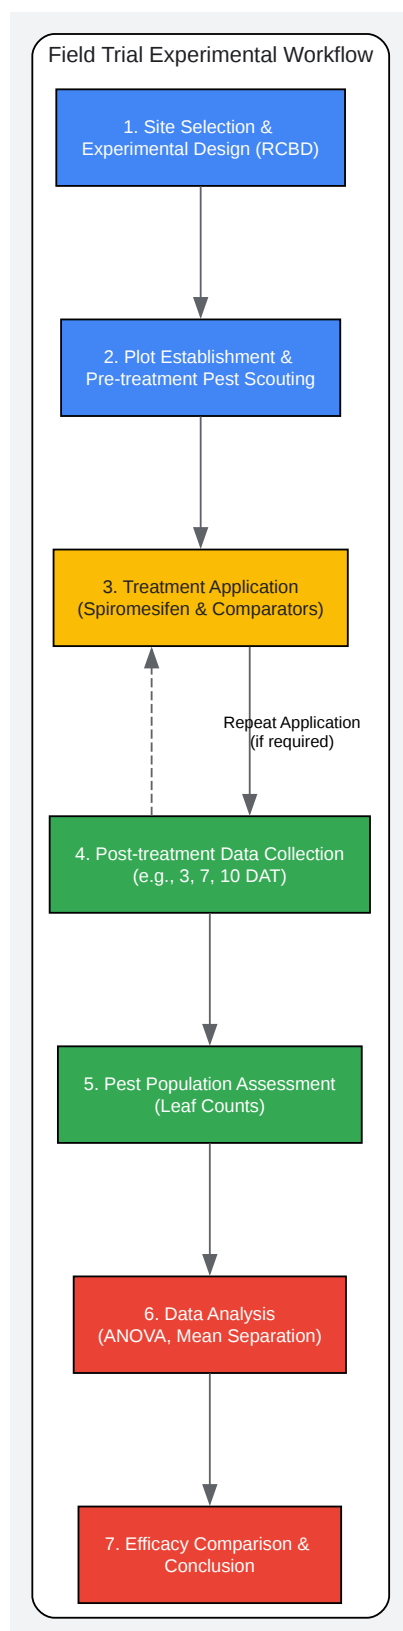 Field Trial Experimental Workflow
1. Site Selection &
Experimental Design (RCBD)
2. Plot Establishment &
Pre-treatment Pest Scouting
3. Treatment Application
(Spiromesifen & Comparators)
Repeat Application
(if required)
4. Post-treatment Data Collection
(e.g., 3, 7, 10 DAT)
5. Pest Population Assessment
(Leaf Counts)
6. Data Analysis
(ANOVA, Mean Separation)
7. Efficacy Comparison &
Conclusion